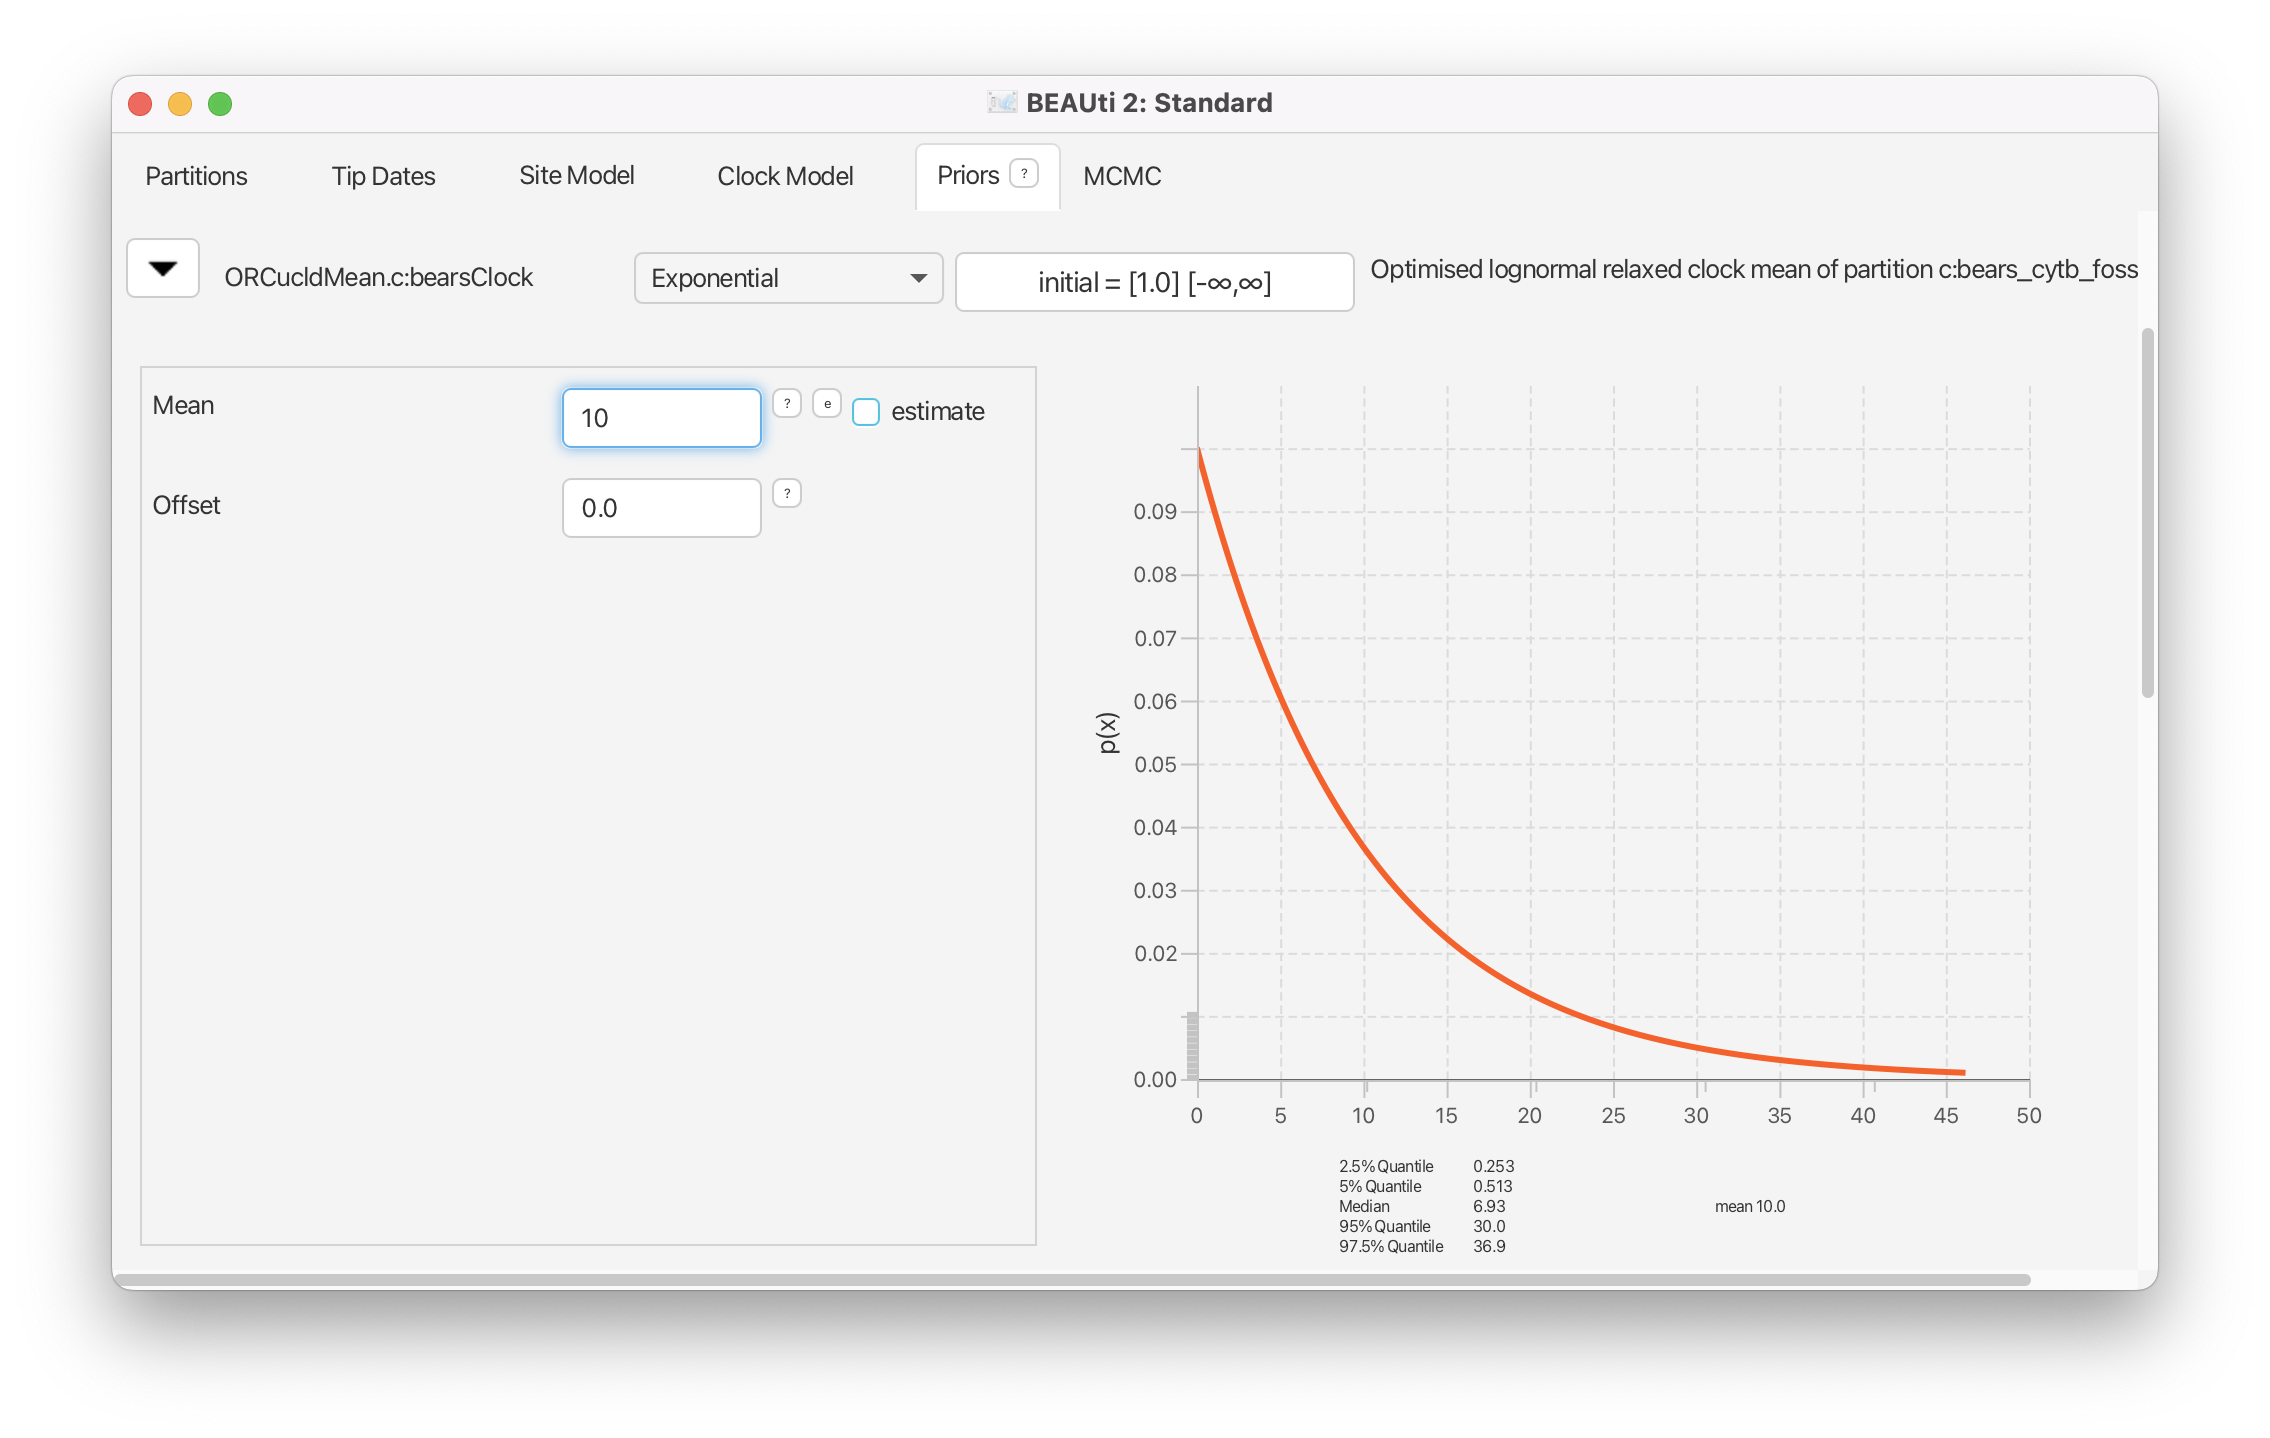 BEAUti 2: Standard
Partitions Tip Dates Site Model Clock Model Priors ? MCMC
ORCucldMean.c:bearsClock Exponential initial = [1.0] [-∞,∞] Optimised lognormal relaxed clock mean of partition c:bears_cytb_foss
Mean 10 ? e estimate
Offset 0.0 ?
0.09
0.08
0.07
0.06
p(x)
0.05
0.04
0.03
0.02
0.00
0 5 10 15 20 25 30 35 40 45 50
2.5% Quantile 0.253
5% Quantile 0.513
Median 6.93 mean 10.0
95% Quantile 30.0
97.5% Quantile 36.9